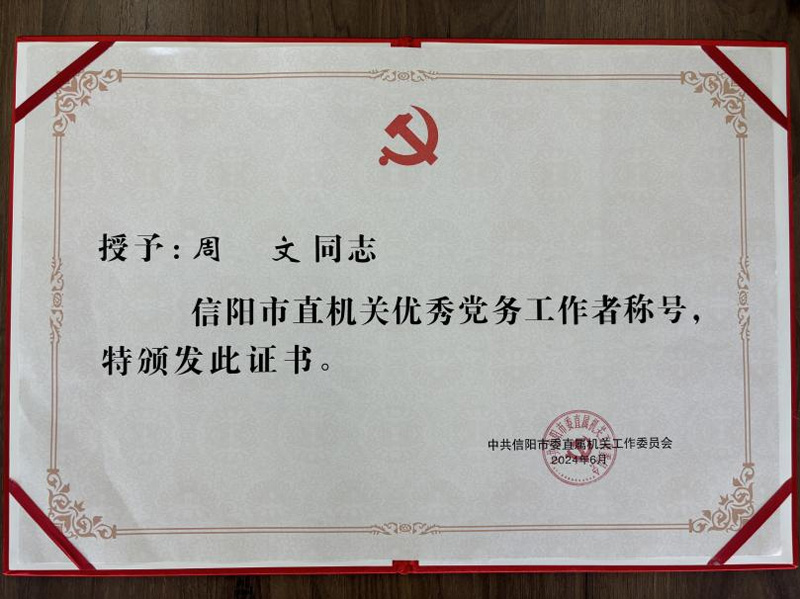 授予：周 文同志
信阳市直机关优秀党务工作者称号，
特颁发此证书。
中共信阳市委直属机关工作委员会
2024年6月